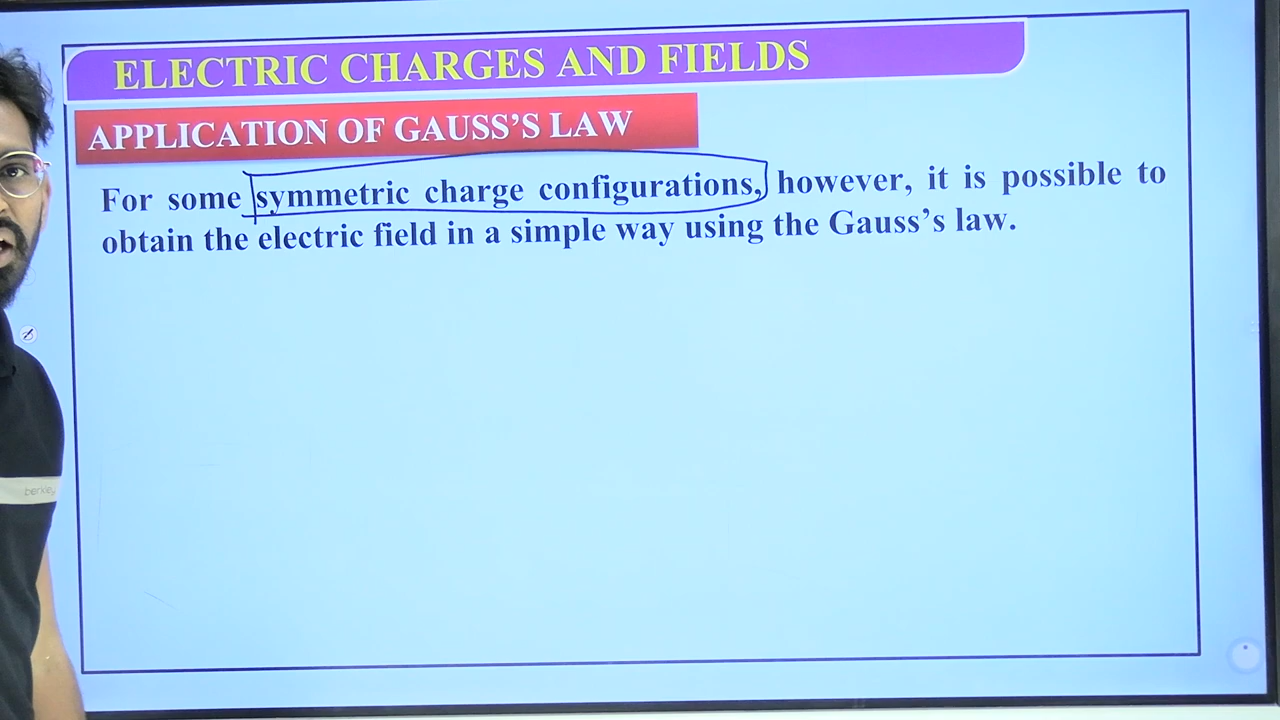 ELECTRIC CHARGES AND FIELDS
APPLICATION OF GAUSS'S LAW
For some symmetric charge configurations, however, it is possible to
obtain the electric field in a simple way using the Gauss's law.
berkley